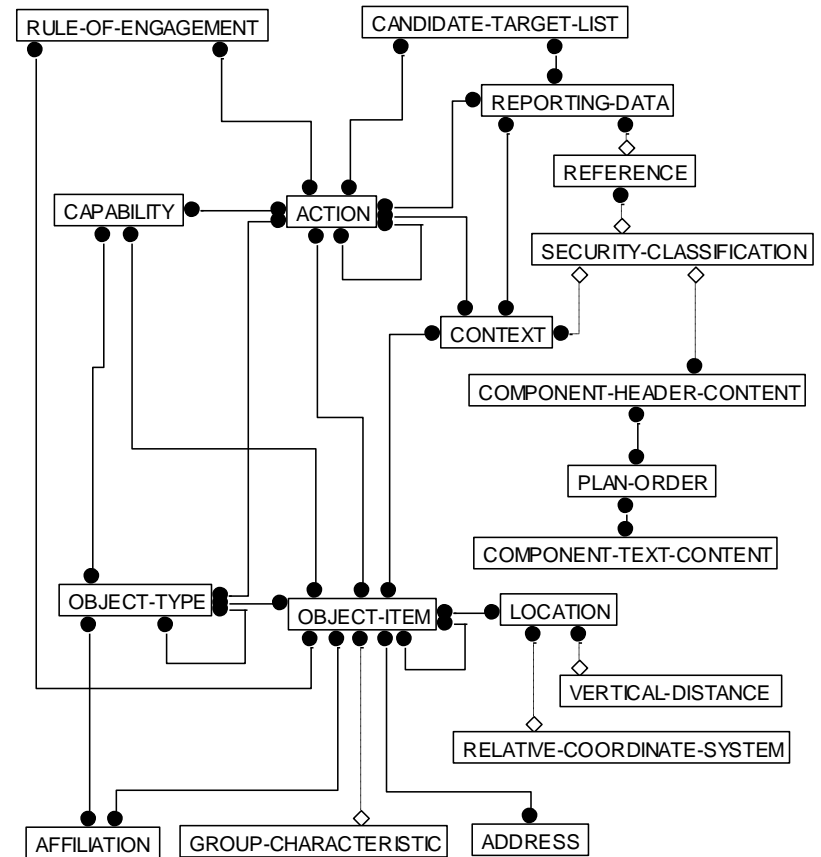 RULE-OF-ENGAGEMENT
CANDIDATE-TARGET-LIST
REPORTING-DATA
REFERENCE
CAPABILITY
ACTION
SECURITY-CLASSIFICATION
CONTEXT
COMPONENT-HEADER-CONTENT
PLAN-ORDER
COMPONENT-TEXT-CONTENT
OBJECT-TYPE
OBJECT-ITEM
LOCATION
VERTICAL-DISTANCE
RELATIVE-COORDINATE-SYSTEM
AFFILIATION
GROUP-CHARACTERISTIC
ADDRESS